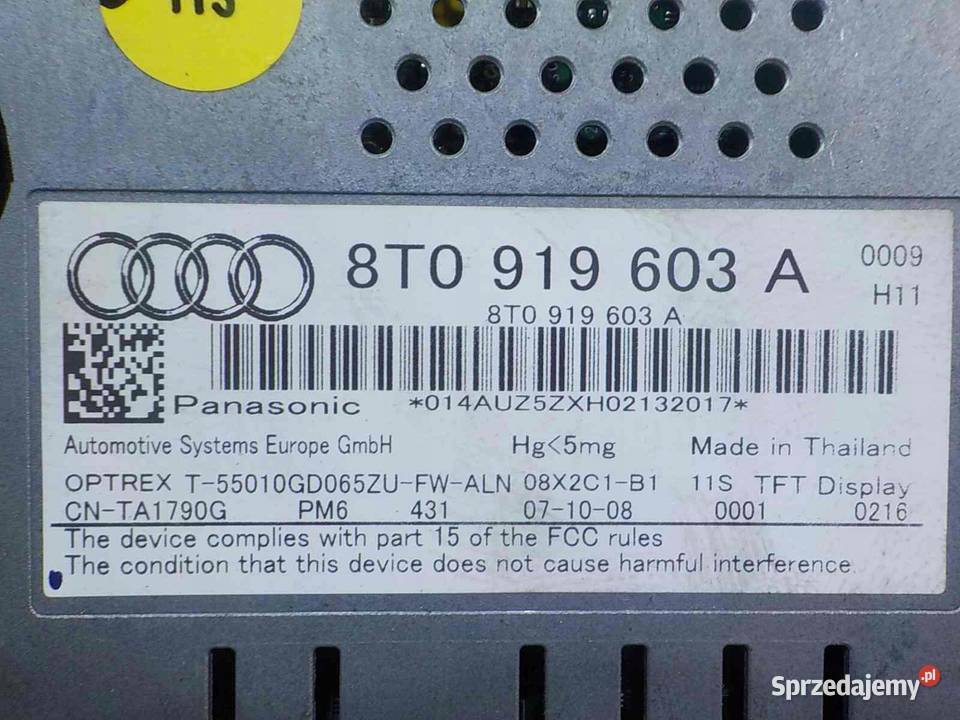 11S
8T0 919 603 A
0009
H11
8T0 919 603 A
Panasonic *014AUZ5ZXH02132017*
Automotive Systems Europe GmbH Hg<5mg Made in Thailand
OPTREX T-55010GD065ZU-FW-ALN 08X2C1-B1 11S TFT Display
CN-TA1790G PM6 431 07-10-08 0001 0216
The device complies with part 15 of the FCC rules
The condition that this device does not cause harmful interference.
Sprzedajemy.pl